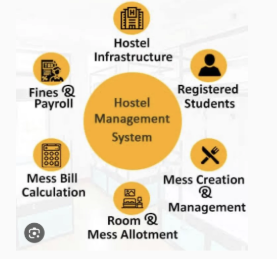 Hostel
Infrastructure
Fines &
Payroll
Registered
Students
Hostel
Management
System
Mess Bill
Calculation
Mess Creation
&
Management
Room &
Mess Allotment